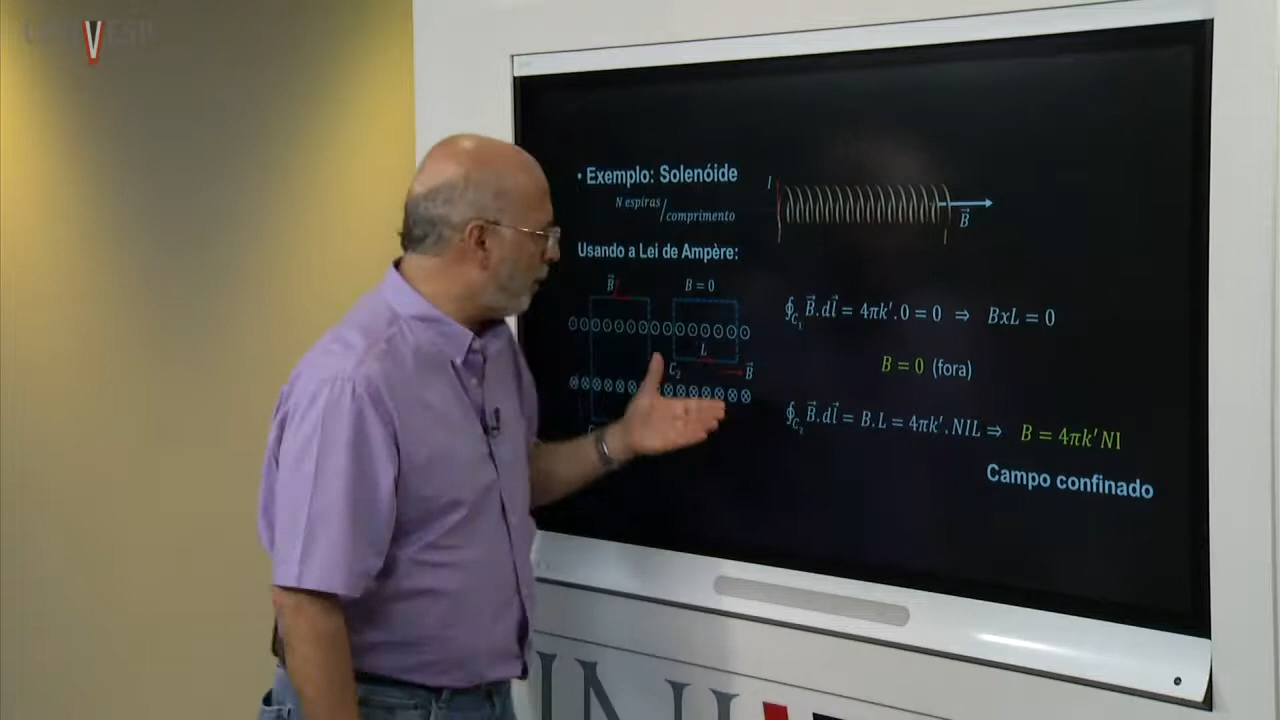 UNIVESP
• Exemplo: Solenóide
N espiras/comprimento
I
B⃗
Usando a Lei de Ampère:
B⃗ B = 0
L
C₂ B⃗
∮C₁ B⃗.dl⃗ = 4πk'.0 = 0 ⇒ BxL = 0
B = 0 (fora)
∮C₂ B⃗.dl⃗ = B.L = 4πk'.NIL ⇒ B = 4πk'NI
Campo confinado